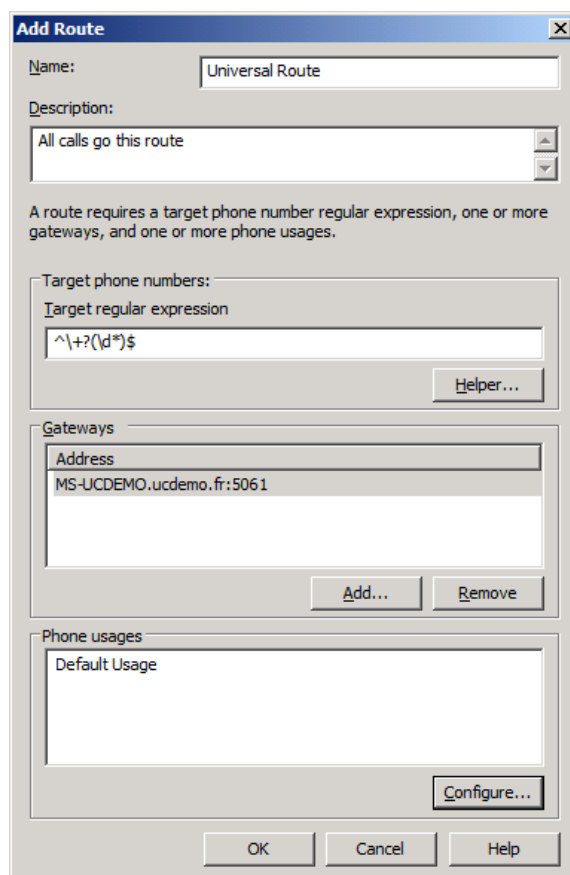 Add Route
Name:
Universal Route
Description:
All calls go this route
A route requires a target phone number regular expression, one or more
gateways, and one or more phone usages.
Target phone numbers:
Target regular expression
^\+?(\d*)$
Helper...
Gateways
Address
MS-UCDEMO.ucdemo.fr:5061
Add...
Remove
Phone usages
Default Usage
Configure...
OK
Cancel
Help